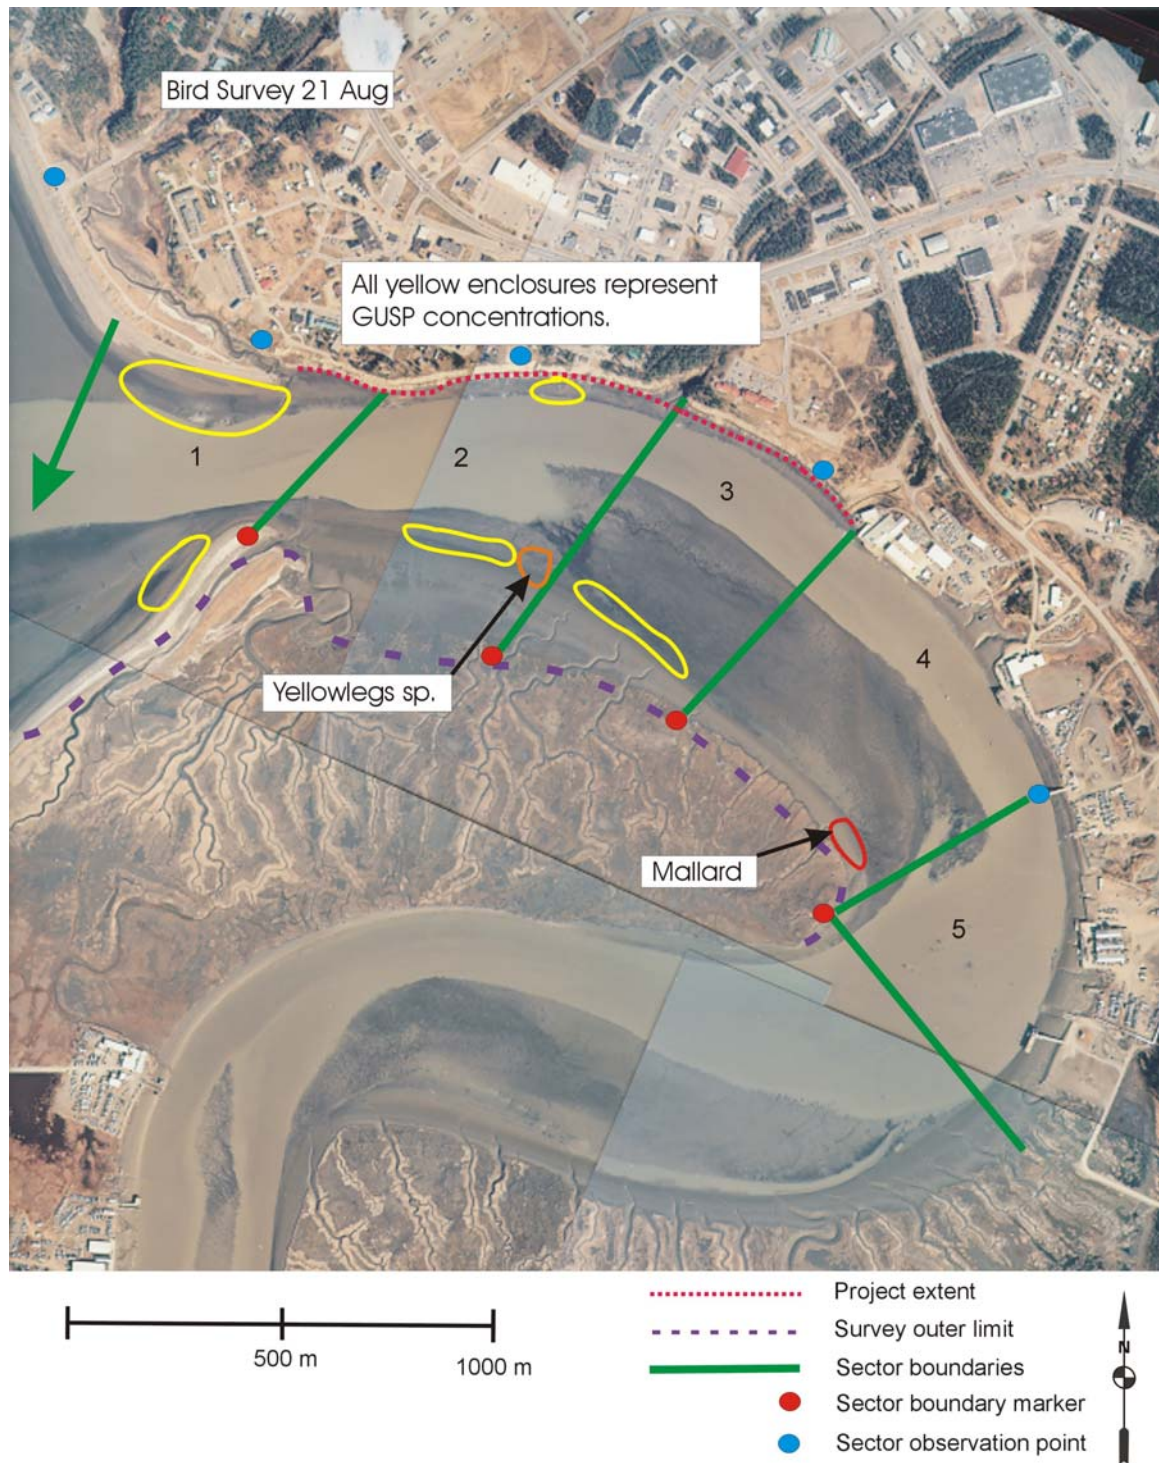 Bird Survey 21 Aug
All yellow enclosures represent
GUSP concentrations.
1
2
3
4
5
Yellowlegs sp.
Mallard
500 m
1000 m
Project extent
Survey outer limit
Sector boundaries
Sector boundary marker
Sector observation point
N